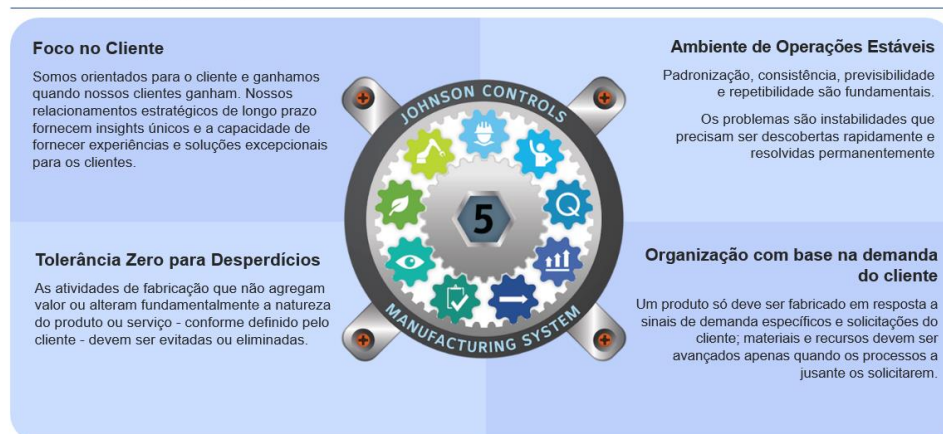 Foco no Cliente
Somos orientados para o cliente e ganhamos
quando nossos clientes ganham. Nossos
relacionamentos estratégicos de longo prazo
fornecem insights únicos e a capacidade de
fornecer experiências e soluções excepcionais
para os clientes.
Ambiente de Operações Estáveis
Padronização, consistência, previsibilidade
e repetibilidade são fundamentais.
Os problemas são instabilidades que
precisam ser descobertas rapidamente e
resolvidas permanentemente
JOHNSON CONTROLS
Q
5
MANUFACTURING SYSTEM
Tolerância Zero para Desperdícios
As atividades de fabricação que não agregam
valor ou alteram fundamentalmente a natureza
do produto ou serviço - conforme definido pelo
cliente - devem ser evitadas ou eliminadas.
Organização com base na demanda
do cliente
Um produto só deve ser fabricado em resposta a
sinais de demanda específicos e solicitações do
cliente; materiais e recursos devem ser
avançados apenas quando os processos a
jusante os solicitarem.